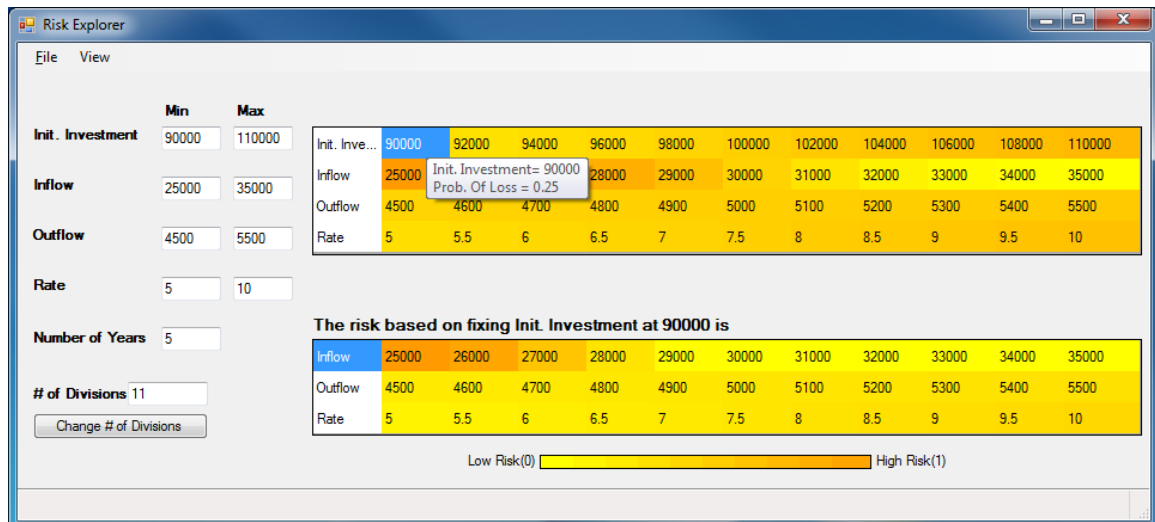 Risk Explorer
File View
Min Max
Init. Investment 90000 110000
Init. Inve... 90000 92000 94000 96000 98000 100000 102000 104000 106000 108000 110000
Inflow 25000 35000
Inflow 25000 28000 29000 30000 31000 32000 33000 34000 35000
Init. Investment= 90000
Prob. Of Loss = 0.25
Outflow 4500 5500
Outflow 4500 4600 4700 4800 4900 5000 5100 5200 5300 5400 5500
Rate 5 5.5 6 6.5 7 7.5 8 8.5 9 9.5 10
Rate 5 10
The risk based on fixing Init. Investment at 90000 is
Number of Years 5
Inflow 25000 26000 27000 28000 29000 30000 31000 32000 33000 34000 35000
Outflow 4500 4600 4700 4800 4900 5000 5100 5200 5300 5400 5500
# of Divisions 11
Rate 5 5.5 6 6.5 7 7.5 8 8.5 9 9.5 10
Change # of Divisions
Low Risk(0) High Risk(1)